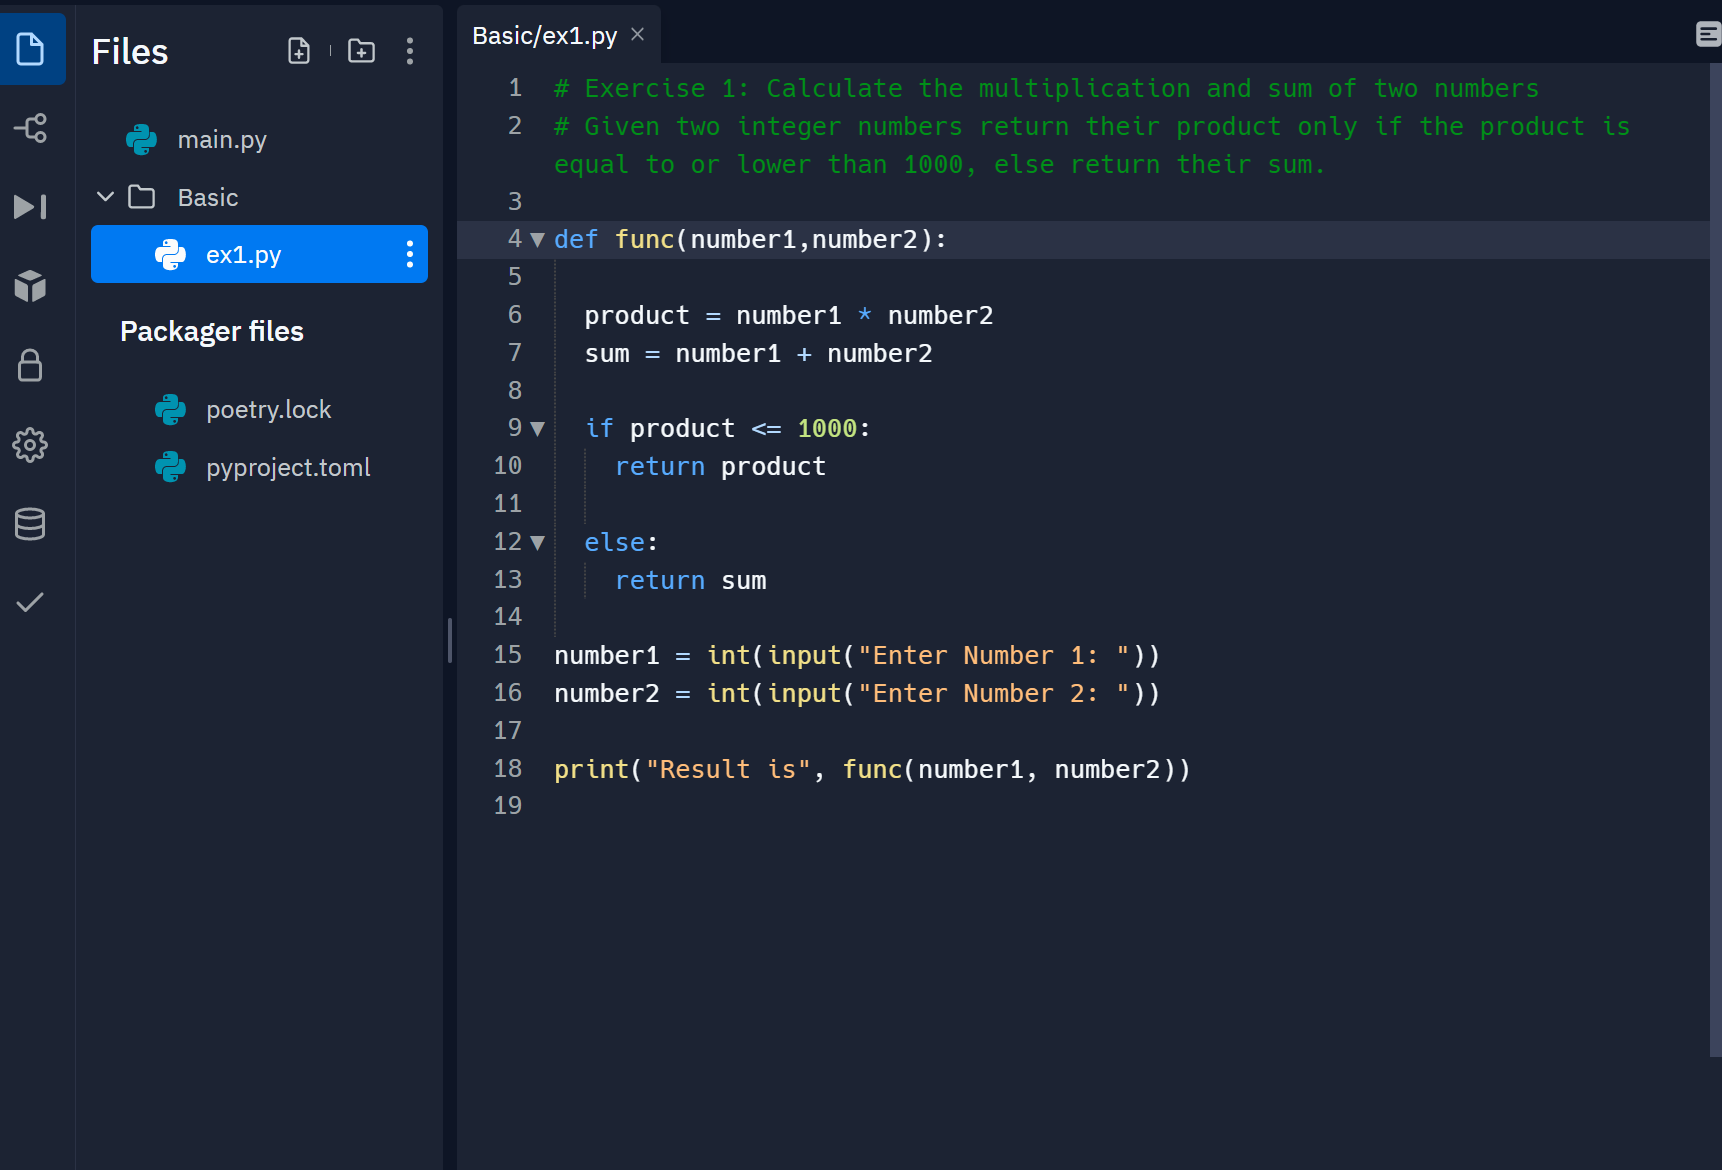 Files
main.py
Basic
ex1.py
Packager files
poetry.lock
pyproject.toml
Basic/ex1.py
1 # Exercise 1: Calculate the multiplication and sum of two numbers
2 # Given two integer numbers return their product only if the product is
equal to or lower than 1000, else return their sum.
3
4 def func(number1,number2):
5
6   product = number1 * number2
7   sum = number1 + number2
8
9   if product <= 1000:
10     return product
11
12   else:
13     return sum
14
15 number1 = int(input("Enter Number 1: "))
16 number2 = int(input("Enter Number 2: "))
17
18 print("Result is", func(number1, number2))
19